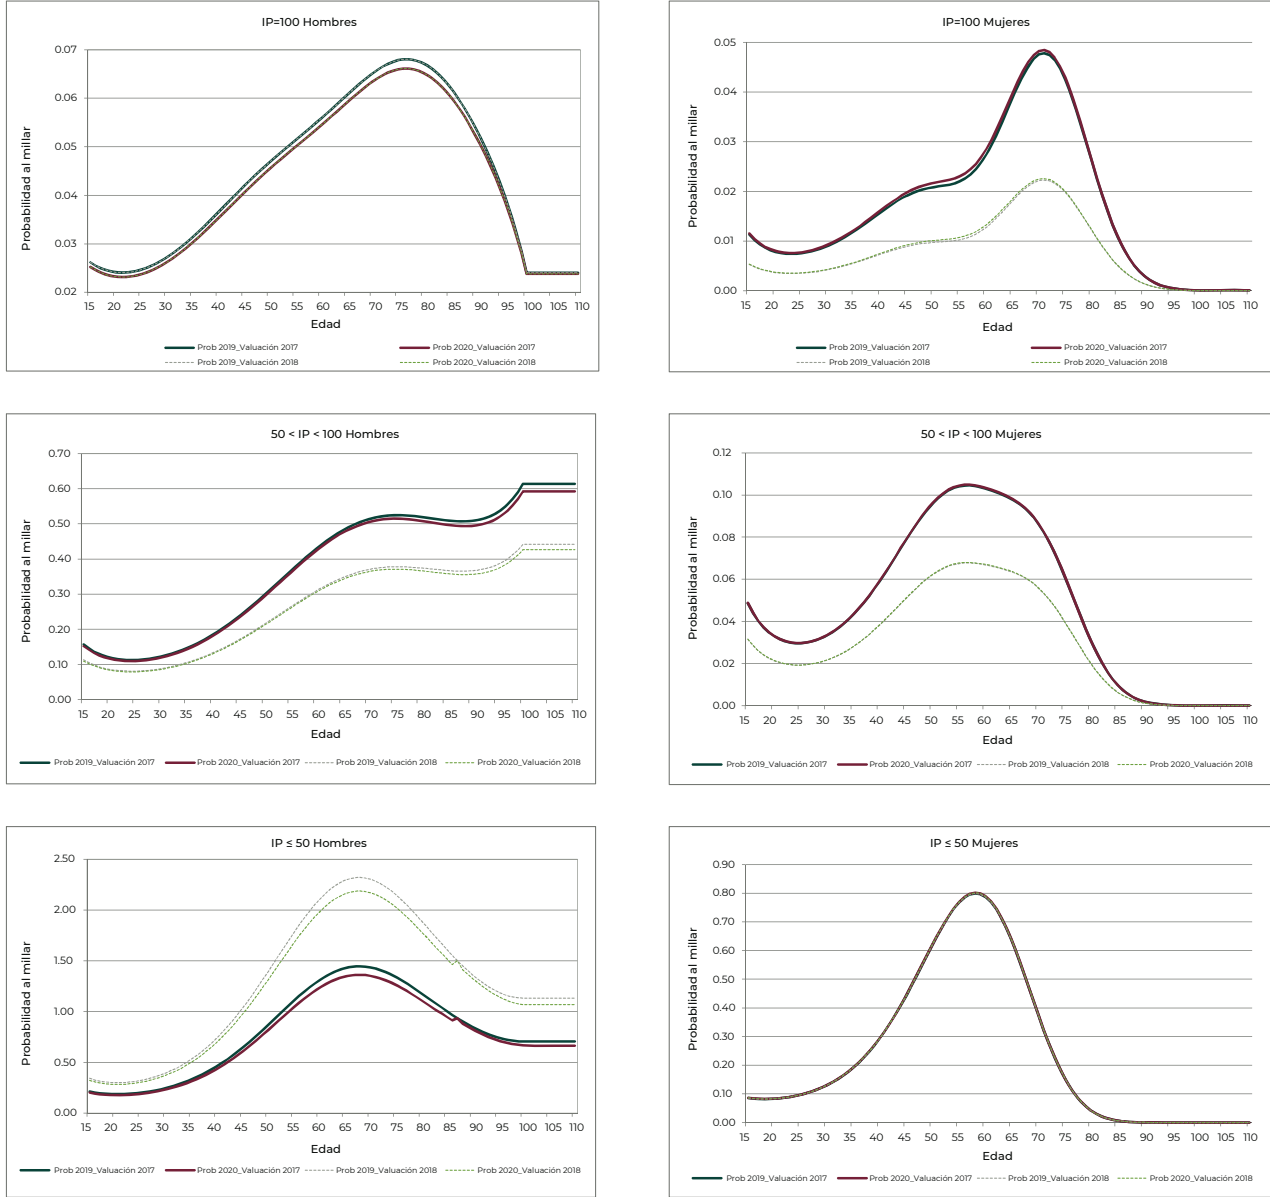 IP=100 Hombres
Probabilidad al millar
0.07
0.06
0.05
0.04
0.03
0.02
15 20 25 30 35 40 45 50 55 60 65 70 75 80 85 90 95 100 105 110
Edad
Prob 2019_Valuación 2017 Prob 2020_Valuación 2017
Prob 2019_Valuación 2018 Prob 2020_Valuación 2018
IP=100 Mujeres
Probabilidad al millar
0.05
0.04
0.03
0.02
0.01
0.00
15 20 25 30 35 40 45 50 55 60 65 70 75 80 85 90 95 100 105 110
Edad
Prob 2019_Valuación 2017 Prob 2020_Valuación 2017
Prob 2019_Valuación 2018 Prob 2020_Valuación 2018
50 < IP < 100 Hombres
Probabilidad al millar
0.70
0.60
0.50
0.40
0.30
0.20
0.10
0.00
15 20 25 30 35 40 45 50 55 60 65 70 75 80 85 90 95 100 105 110
Edad
Prob 2019_Valuación 2017 Prob 2020_Valuación 2017 Prob 2019_Valuación 2018 Prob 2020_Valuación 2018
50 < IP < 100 Mujeres
Probabilidad al millar
0.12
0.10
0.08
0.06
0.04
0.02
0.00
15 20 25 30 35 40 45 50 55 60 65 70 75 80 85 90 95 100 105 110
Edad
Prob 2019_Valuación 2017 Prob 2020_Valuación 2017 Prob 2019_Valuación 2018 Prob 2020_Valuación 2018
IP ≤ 50 Hombres
Probabilidad al millar
2.50
2.00
1.50
1.00
0.50
0.00
15 20 25 30 35 40 45 50 55 60 65 70 75 80 85 90 95 100 105 110
Edad
Prob 2019_Valuación 2017 Prob 2020_Valuación 2017 Prob 2019_Valuación 2018 Prob 2020_Valuación 2018
IP ≤ 50 Mujeres
Probabilidad al millar
0.90
0.80
0.70
0.60
0.50
0.40
0.30
0.20
0.10
0.00
15 20 25 30 35 40 45 50 55 60 65 70 75 80 85 90 95 100 105 110
Edad
Prob 2019_Valuación 2017 Prob 2020_Valuación 2017 Prob 2019_Valuación 2018 Prob 2020_Valuación 2018